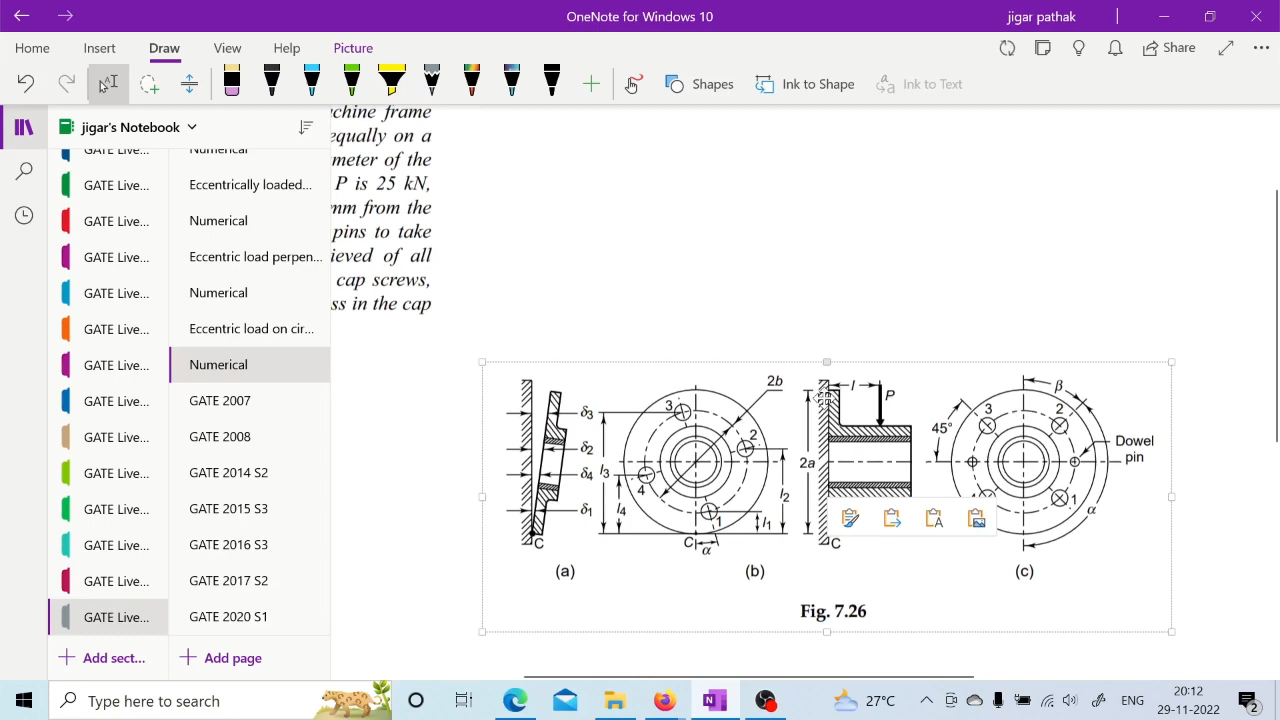 OneNote for Windows 10
jigar pathak
Home
Insert
Draw
View
Help
Picture
Share
Shapes
Ink to Shape
Ink to Text
jigar's Notebook
GATE Live...
GATE Live...
GATE Live...
GATE Live...
GATE Live...
GATE Live...
GATE Live...
GATE Live...
GATE Live...
GATE Live...
GATE Live...
GATE Live...
GATE Live...
GATE Live...
Numerical
Eccentrically loaded...
Numerical
Eccentric load perpen...
Numerical
Eccentric load on cir...
Numerical
GATE 2007
GATE 2008
GATE 2014 S2
GATE 2015 S3
GATE 2016 S3
GATE 2017 S2
GATE 2020 S1
Add sect...
Add page
chine frame
equally on a
meter of the
P is 25 kN,
mm from the
pins to take
ieved of all
cap screws,
ss in the cap
δ3
δ2
δ4
δ1
C
(a)
2b
3
2
4
1
l3
l4
l2
l1
C
α
(b)
l
P
2a
C
β
45°
3
2
1
Dowel
pin
α
(c)
Fig. 7.26
Type here to search
27°C
ENG
20:12
29-11-2022
2